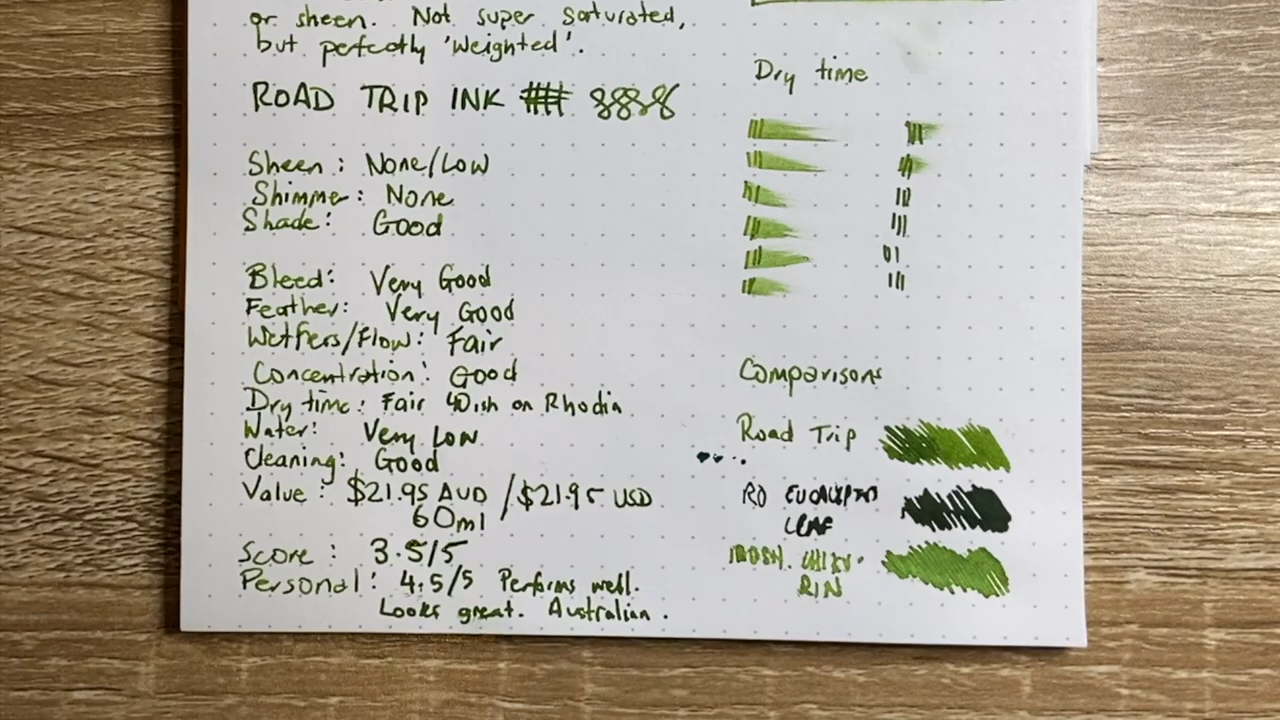 or sheen. Not super saturated,
but perfectly 'weighted'.
ROAD TRIP INK
Sheen: None/Low
Shimmer: None
Shade: Good
Bleed: Very Good
Feather: Very Good
Wetness/Flow: Fair
Concentration: Good
Dry time: Fair 40ish on Rhodia
Water: Very Low
Cleaning: Good
Value: $21.95 AUD / $21.95 USD
60ml
Score: 3.5/5
Personal: 4.5/5 Performs well.
Looks great. Australian.
Dry time
Comparisons
Road Trip
RO EUCALYPTUS
LEAF
RIN